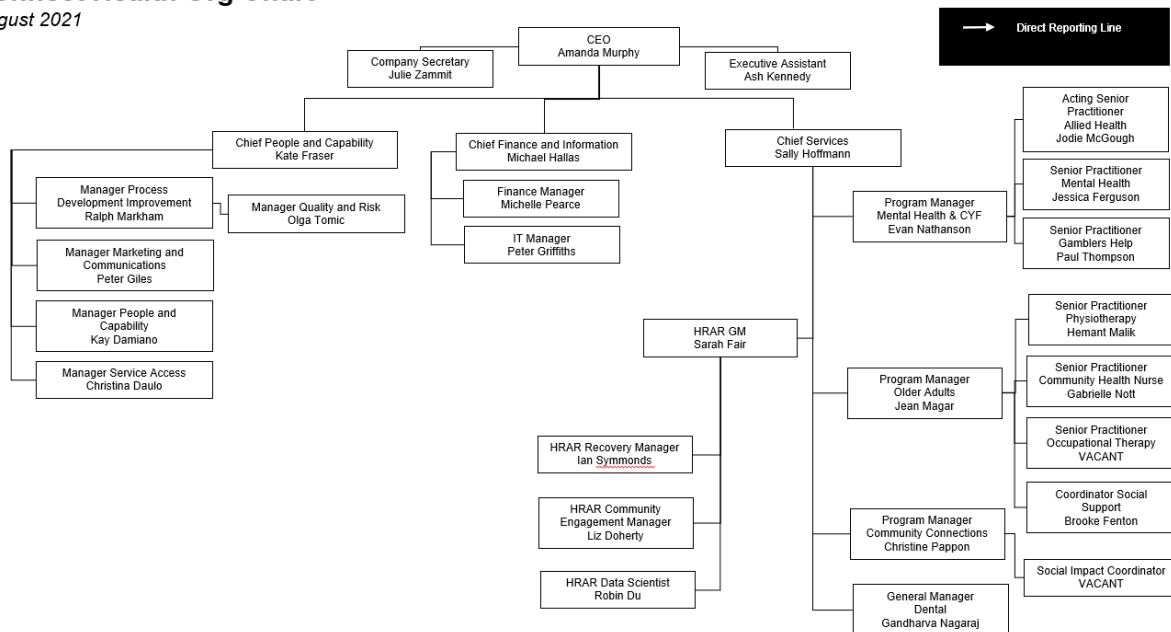 August 2021
Direct Reporting Line
CEO
Amanda Murphy
Company Secretary
Julie Zammit
Executive Assistant
Ash Kennedy
Chief People and Capability
Kate Fraser
Chief Finance and Information
Michael Hallas
Chief Services
Sally Hoffmann
Manager Process
Development Improvement
Ralph Markham
Manager Quality and Risk
Olga Tomic
Manager Marketing and
Communications
Peter Giles
Manager People and
Capability
Kay Damiano
Manager Service Access
Christina Daulo
Finance Manager
Michelle Pearce
IT Manager
Peter Griffiths
HRAR GM
Sarah Fair
HRAR Recovery Manager
Ian Symmonds
HRAR Community
Engagement Manager
Liz Doherty
HRAR Data Scientist
Robin Du
Program Manager
Mental Health & CYF
Evan Nathanson
Acting Senior
Practitioner
Allied Health
Jodie McGough
Senior Practitioner
Mental Health
Jessica Ferguson
Senior Practitioner
Gamblers Help
Paul Thompson
Program Manager
Older Adults
Jean Magar
Senior Practitioner
Physiotherapy
Hemant Malik
Senior Practitioner
Community Health Nurse
Gabrielle Nott
Senior Practitioner
Occupational Therapy
VACANT
Coordinator Social
Support
Brooke Fenton
Program Manager
Community Connections
Christine Pappon
Social Impact Coordinator
VACANT
General Manager
Dental
Gandharva Nagaraj